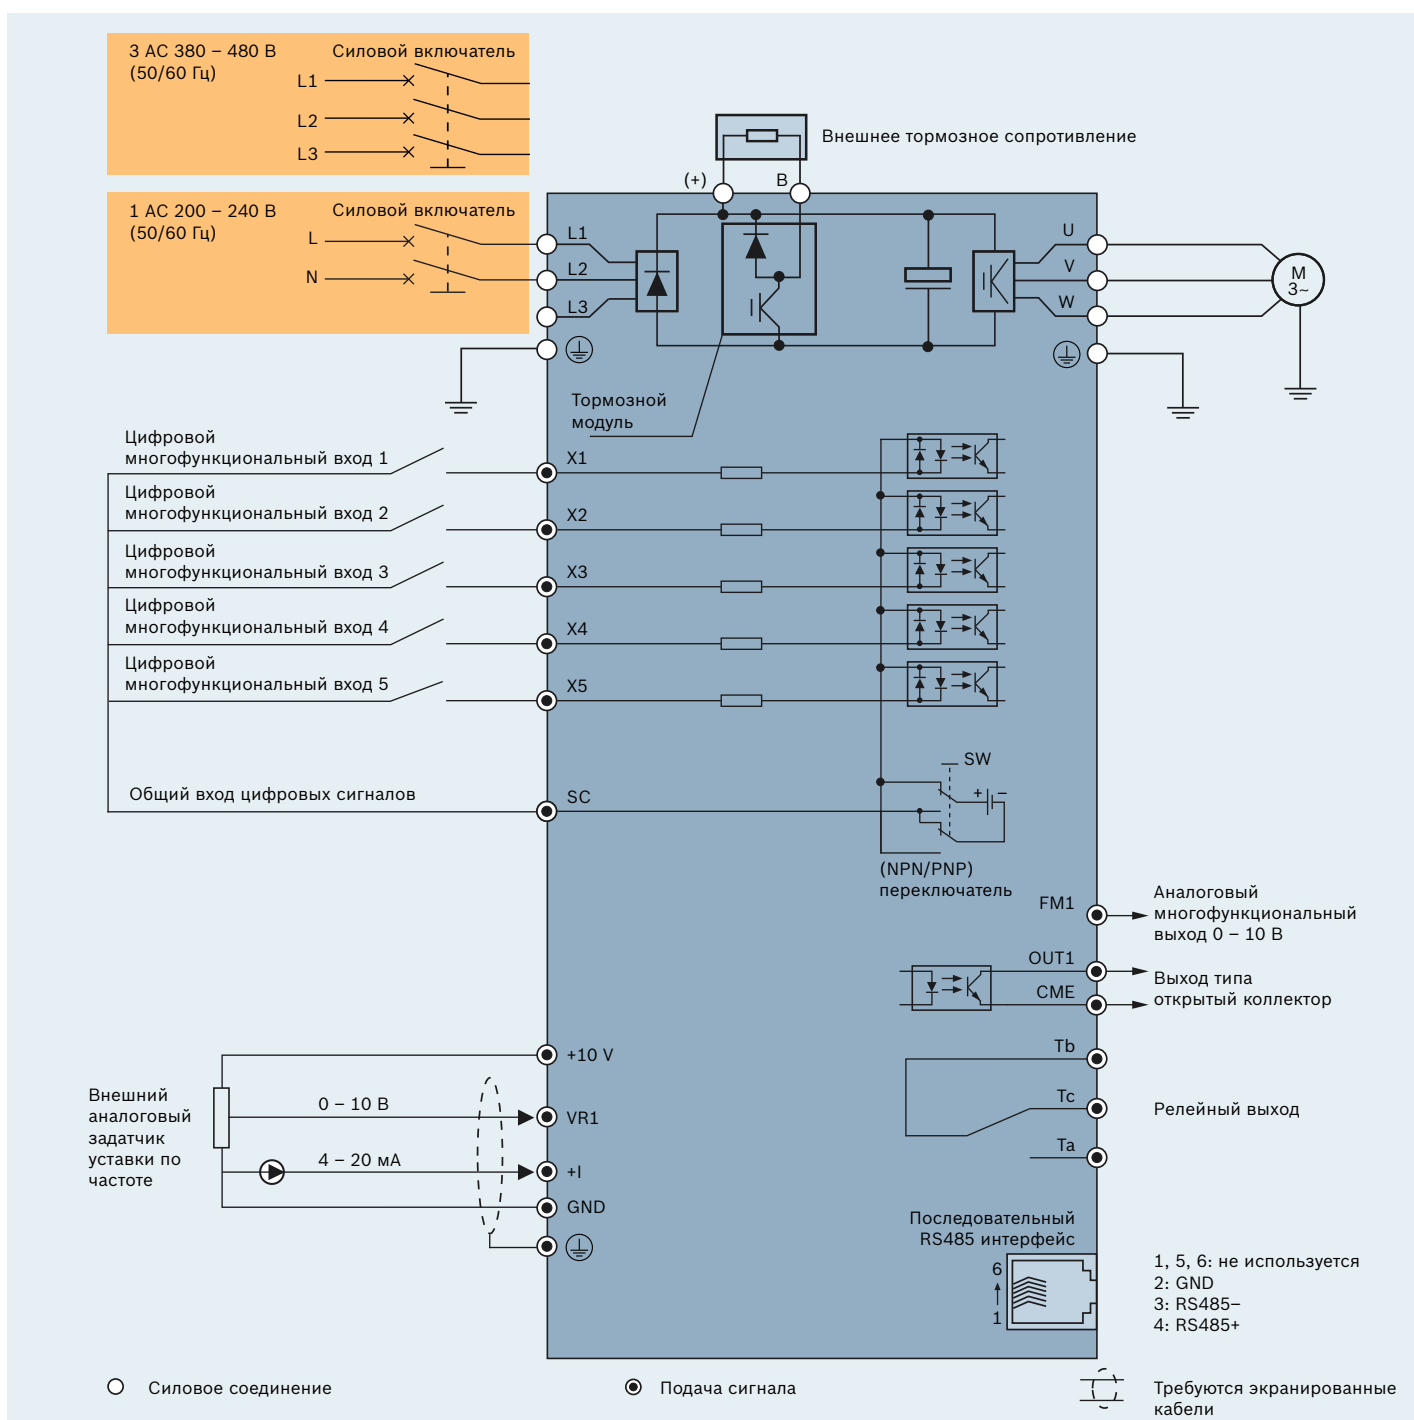 3 AC 380 – 480 В
(50/60 Гц)
Силовой включатель
L1
L2
L3
1 AC 200 – 240 В
(50/60 Гц)
Силовой включатель
L
N
Внешнее тормозное сопротивление
(+)
B
L1
L2
L3
U
V
W
M
3~
Тормозной
модуль
Цифровой
многофункциональный вход 1
X1
Цифровой
многофункциональный вход 2
X2
Цифровой
многофункциональный вход 3
X3
Цифровой
многофункциональный вход 4
X4
Цифровой
многофункциональный вход 5
X5
Общий вход цифровых сигналов
SC
SW
+ –
(NPN/PNP)
переключатель
FM1
Аналоговый
многофункциональный
выход 0 – 10 В
OUT1
CME
Выход типа
открытый коллектор
Tb
Tc
Ta
Релейный выход
+10 V
Внешний
аналоговый
задатчик
уставки по
частоте
0 – 10 В
VR1
4 – 20 мА
+I
GND
Последовательный
RS485 интерфейс
6
1
1, 5, 6: не используется
2: GND
3: RS485–
4: RS485+
Силовое соединение
Подача сигнала
Требуются экранированные
кабели